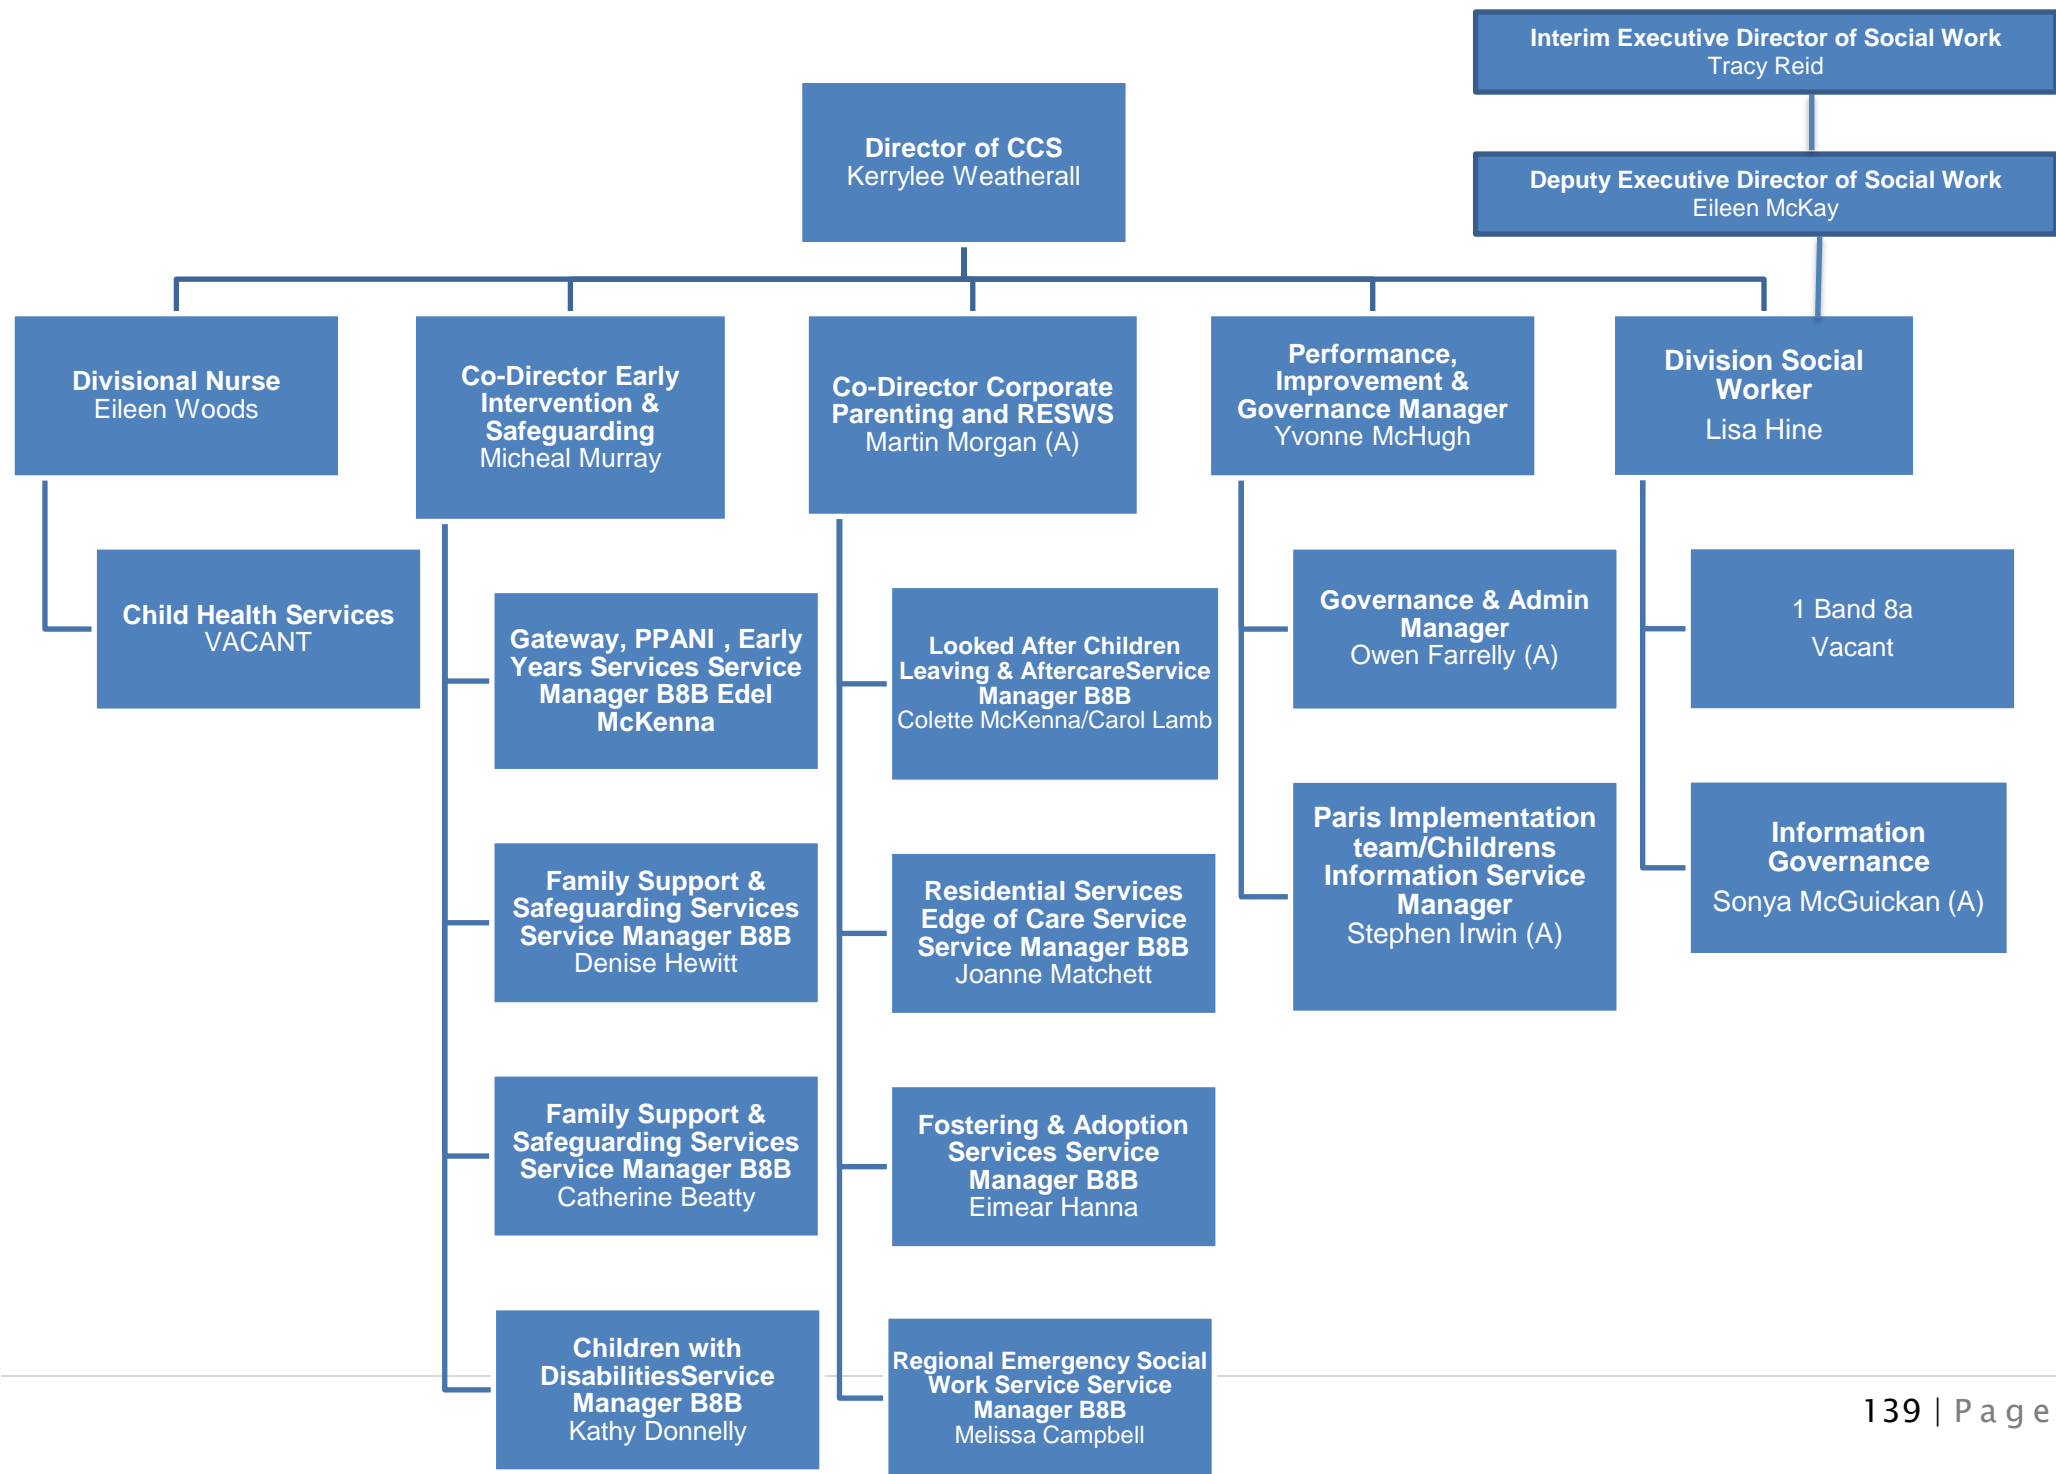 Interim Executive Director of Social Work
Tracy Reid
Director of CCS
Kerrylee Weatherall
Deputy Executive Director of Social Work
Eileen McKay
Divisional Nurse
Eileen Woods
Co-Director Early
Intervention &
Safeguarding
Micheal Murray
Co-Director Corporate
Parenting and RESWS
Martin Morgan (A)
Performance,
Improvement &
Governance Manager
Yvonne McHugh
Division Social
Worker
Lisa Hine
Child Health Services
VACANT
Gateway, PPANI , Early
Years Services Service
Manager B8B Edel
McKenna
Looked After Children
Leaving & AftercareService
Manager B8B
Colette McKenna/Carol Lamb
Governance & Admin
Manager
Owen Farrelly (A)
1 Band 8a
Vacant
Family Support &
Safeguarding Services
Service Manager B8B
Denise Hewitt
Residential Services
Edge of Care Service
Service Manager B8B
Joanne Matchett
Paris Implementation
team/Childrens
Information Service
Manager
Stephen Irwin (A)
Information
Governance
Sonya McGuickan (A)
Family Support &
Safeguarding Services
Service Manager B8B
Catherine Beatty
Fostering & Adoption
Services Service
Manager B8B
Eimear Hanna
Children with
DisabilitiesService
Manager B8B
Kathy Donnelly
Regional Emergency Social
Work Service Service
Manager B8B
Melissa Campbell
139 | Page